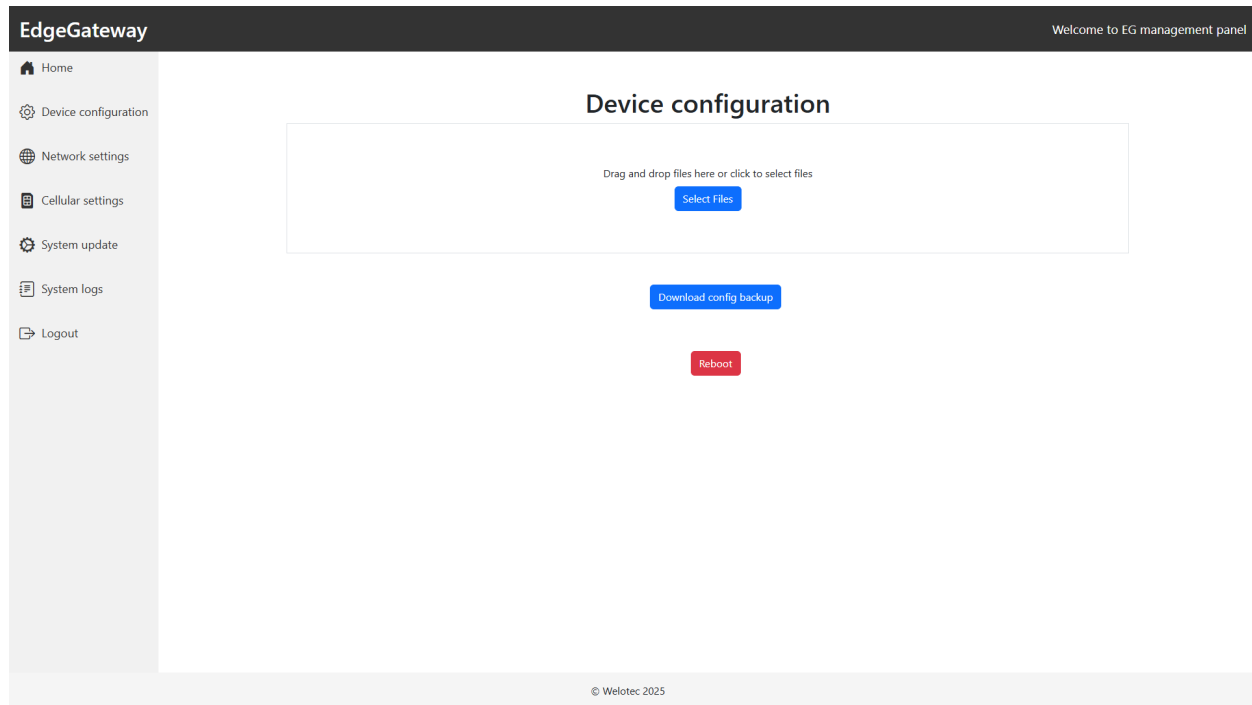 EdgeGateway
Welcome to EG management panel
Home
Device configuration
Network settings
Cellular settings
System update
System logs
Logout
Device configuration
Drag and drop files here or click to select files
Select Files
Download config backup
Reboot
© Welotec 2025